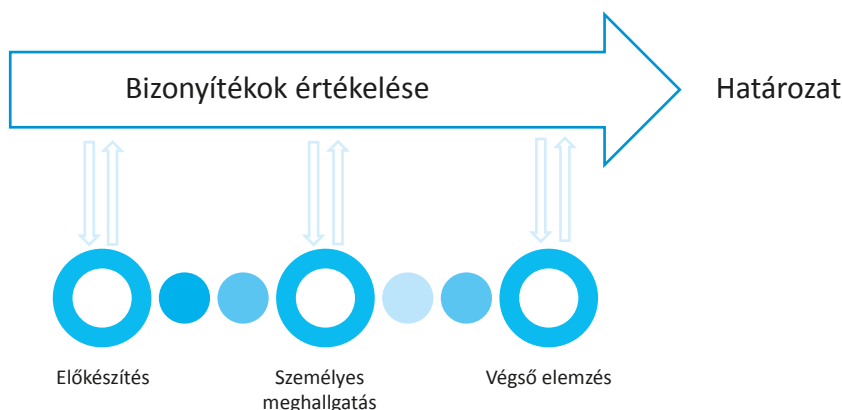 Bizonyítékok értékelése
Határozat
Előkészítés
Személyes
meghallgatás
Végső elemzés